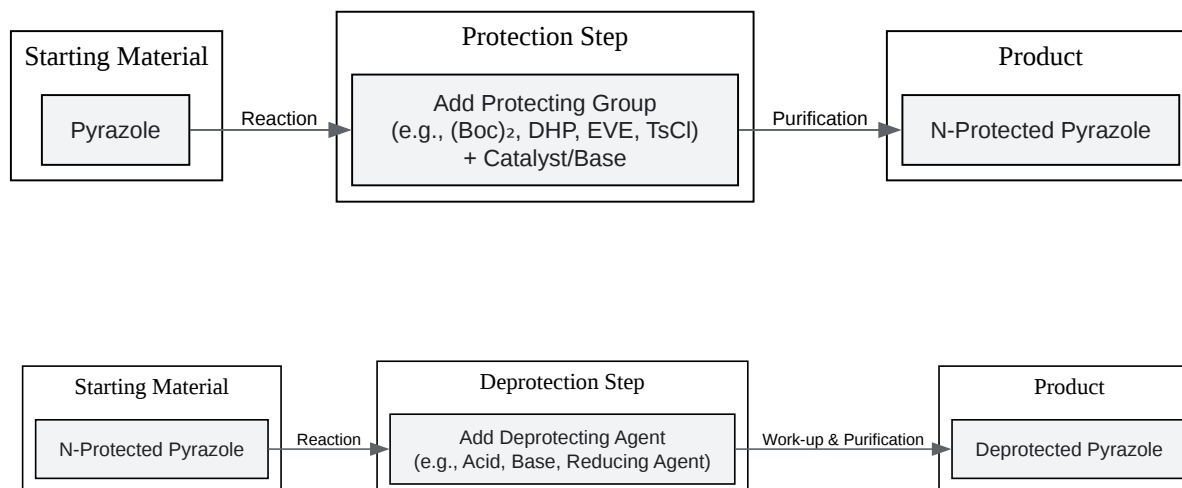 Starting Material
Pyrazole
Reaction
Protection Step
Add Protecting Group
(e.g., (Boc)₂, DHP, EVE, TsCl)
+ Catalyst/Base
Purification
Product
N-Protected Pyrazole
Starting Material
N-Protected Pyrazole
Reaction
Deprotection Step
Add Deprotecting Agent
(e.g., Acid, Base, Reducing Agent)
Work-up & Purification
Product
Deprotected Pyrazole